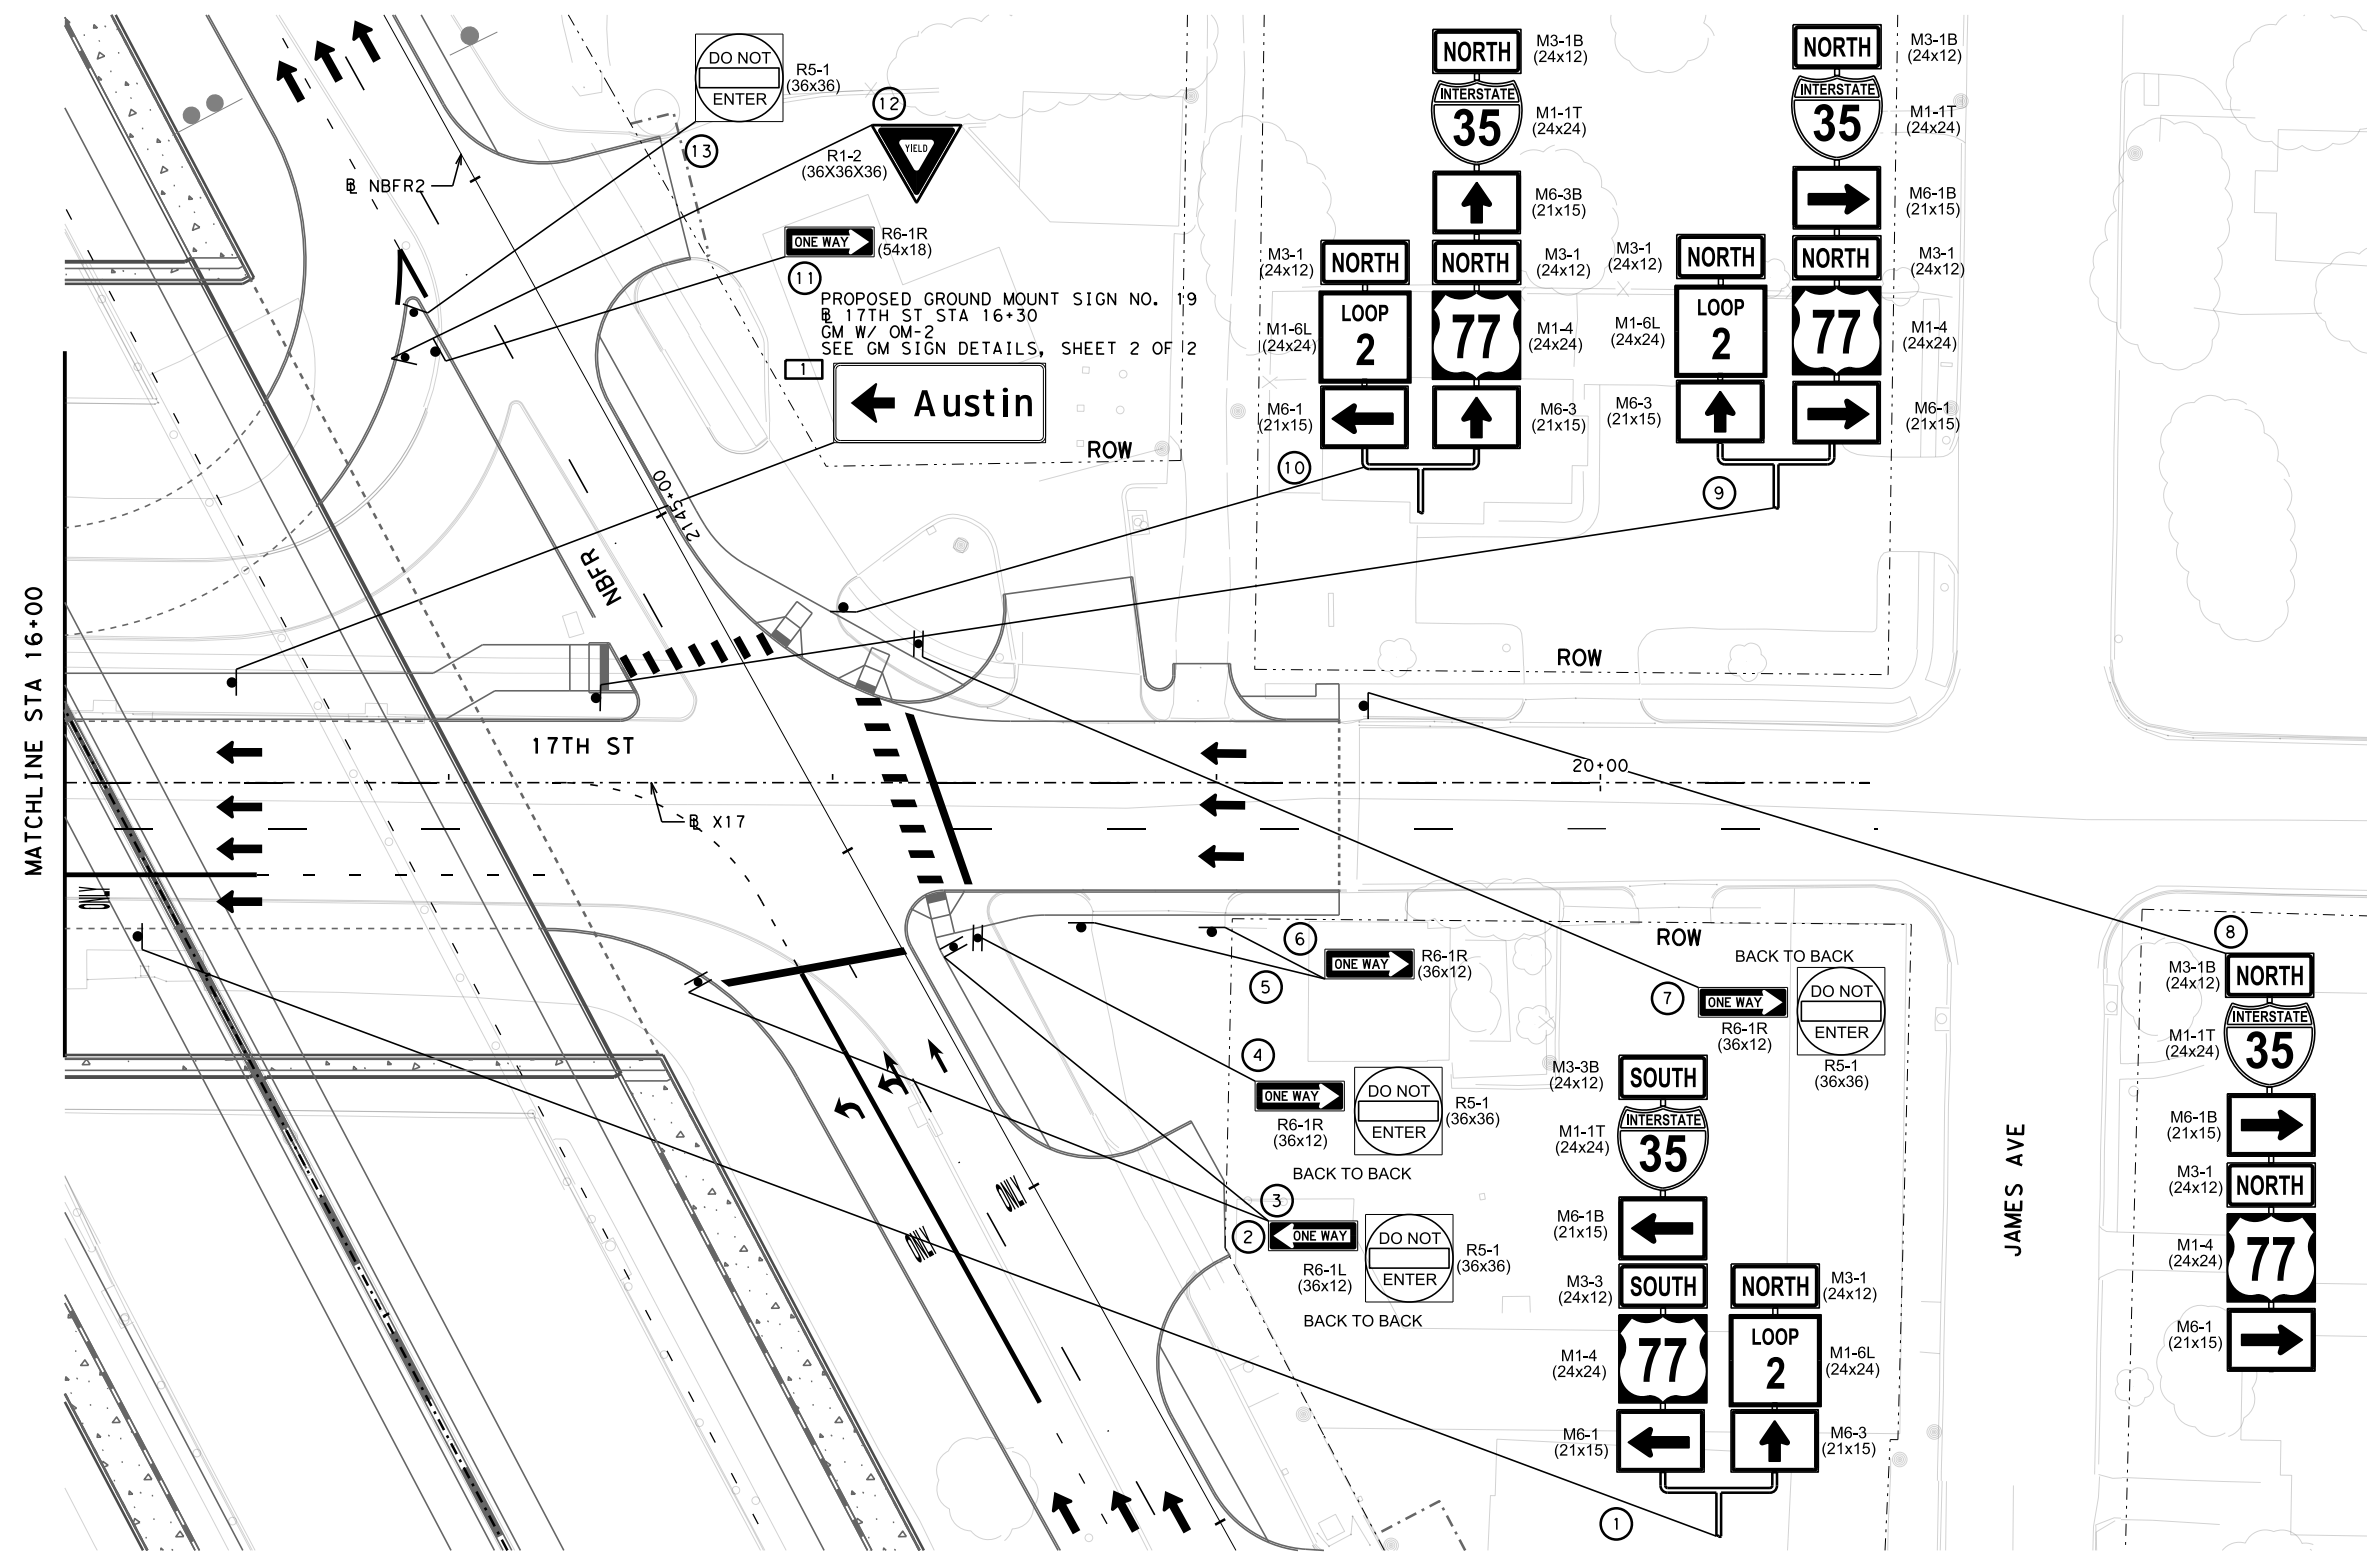 DO NOT
ENTER
R5-1
(36x36)
13
12
YIELD
R1-2
(36X36X36)
ONE WAY
R6-1R
(54x18)
11
PROPOSED GROUND MOUNT SIGN NO. 19
℄ 17TH ST STA 16+30
GM W/ OM-2
SEE GM SIGN DETAILS, SHEET 2 OF 2
1
Austin
NORTH
M3-1B
(24x12)
INTERSTATE
35
M1-1T
(24x24)
M6-3B
(21x15)
M3-1
(24x12)
NORTH
NORTH
M3-1
(24x12)
M1-6L
(24x24)
LOOP
2
77
M1-4
(24x24)
M6-1
(21x15)
M6-3
(21x15)
10
NORTH
M3-1B
(24x12)
INTERSTATE
35
M1-1T
(24x24)
M6-1B
(21x15)
M3-1
(24x12)
NORTH
NORTH
M3-1
(24x12)
M1-6L
(24x24)
LOOP
2
77
M1-4
(24x24)
M6-3
(21x15)
M6-1
(21x15)
9
NBFR2
ROW
2145+00
NBFR
ROW
MATCHLINE STA 16+00
17TH ST
20+00
X17
ONLY
6
5
ONE WAY
R6-1R
(36x12)
ROW
7
BACK TO BACK
ONE WAY
R6-1R
(36x12)
DO NOT
ENTER
R5-1
(36x36)
8
M3-1B
(24x12)
NORTH
M1-1T
(24x24)
INTERSTATE
35
M6-1B
(21x15)
M3-1
(24x12)
NORTH
M1-4
(24x24)
77
M6-1
(21x15)
4
ONE WAY
R6-1R
(36x12)
DO NOT
ENTER
R5-1
(36x36)
BACK TO BACK
3
2
ONE WAY
R6-1L
(36x12)
DO NOT
ENTER
R5-1
(36x36)
BACK TO BACK
ONLY
ONLY
M3-3B
(24x12)
SOUTH
M1-1T
(24x24)
INTERSTATE
35
M6-1B
(21x15)
M3-3
(24x12)
SOUTH
NORTH
M3-1
(24x12)
M1-4
(24x24)
77
LOOP
2
M1-6L
(24x24)
M6-1
(21x15)
M6-3
(21x15)
1
JAMES AVE